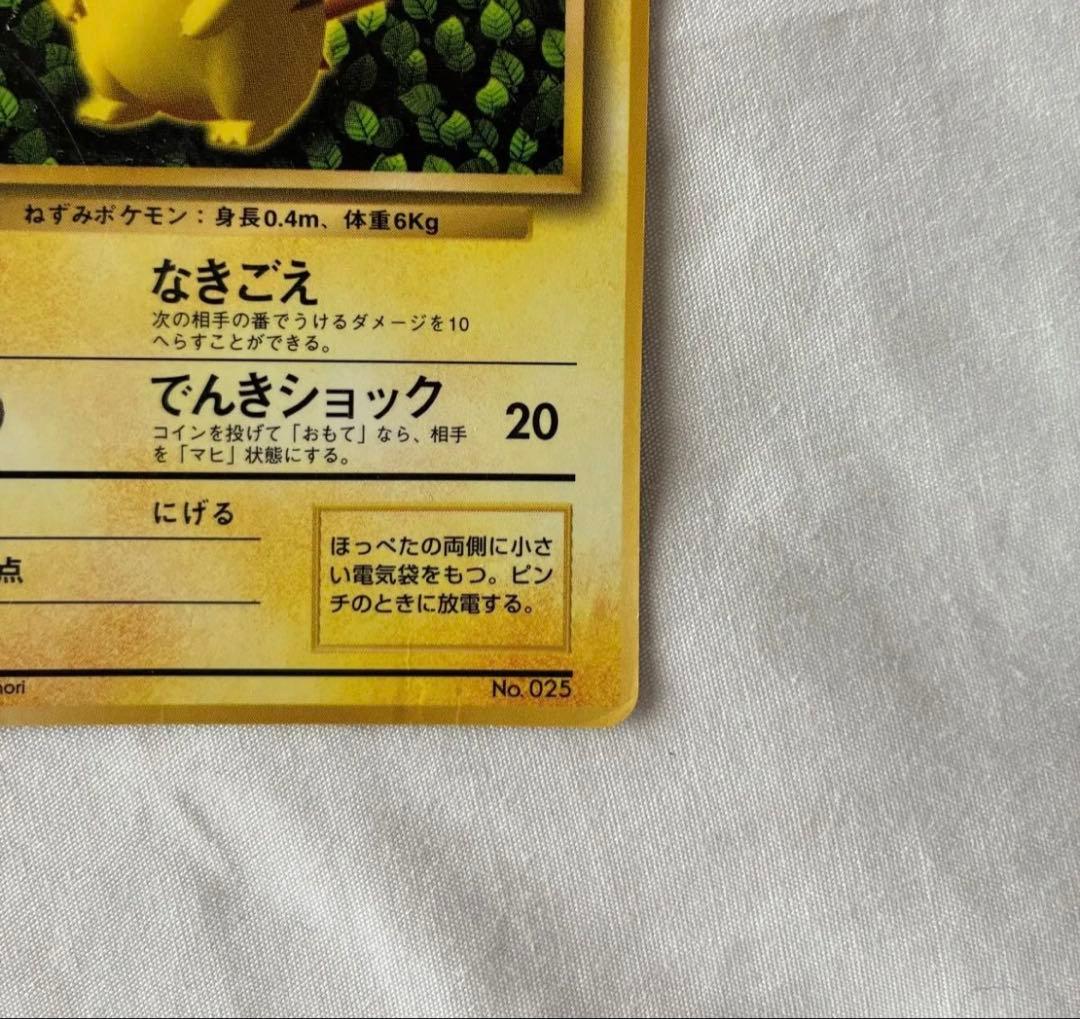 ねずみポケモン：身長0.4m、体重6Kg
なきごえ
次の相手の番でうけるダメージを10
へらすことができる。
でんきショック 20
コインを投げて「おもて」なら、相手
を「マヒ」状態にする。
にげる
点
ほっぺたの両側に小さ
い電気袋をもつ。ピン
チのときに放電する。
nori No. 025